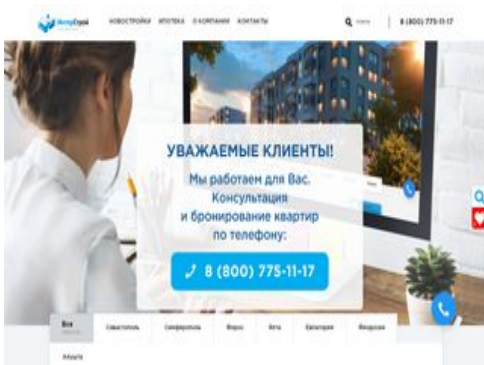 ИнтерСтрой
НОВОСТРОЙКИ ИПОТЕКА О КОМПАНИИ КОНТАКТЫ
8 (800) 775-11-17
УВАЖАЕМЫЕ КЛИЕНТЫ!
Мы работаем для Вас.
Консультация
и бронирование квартир
по телефону:
8 (800) 775-11-17
Все Севастополь Симферополь Форос Ялта Евпатория Феодосия
Алушта